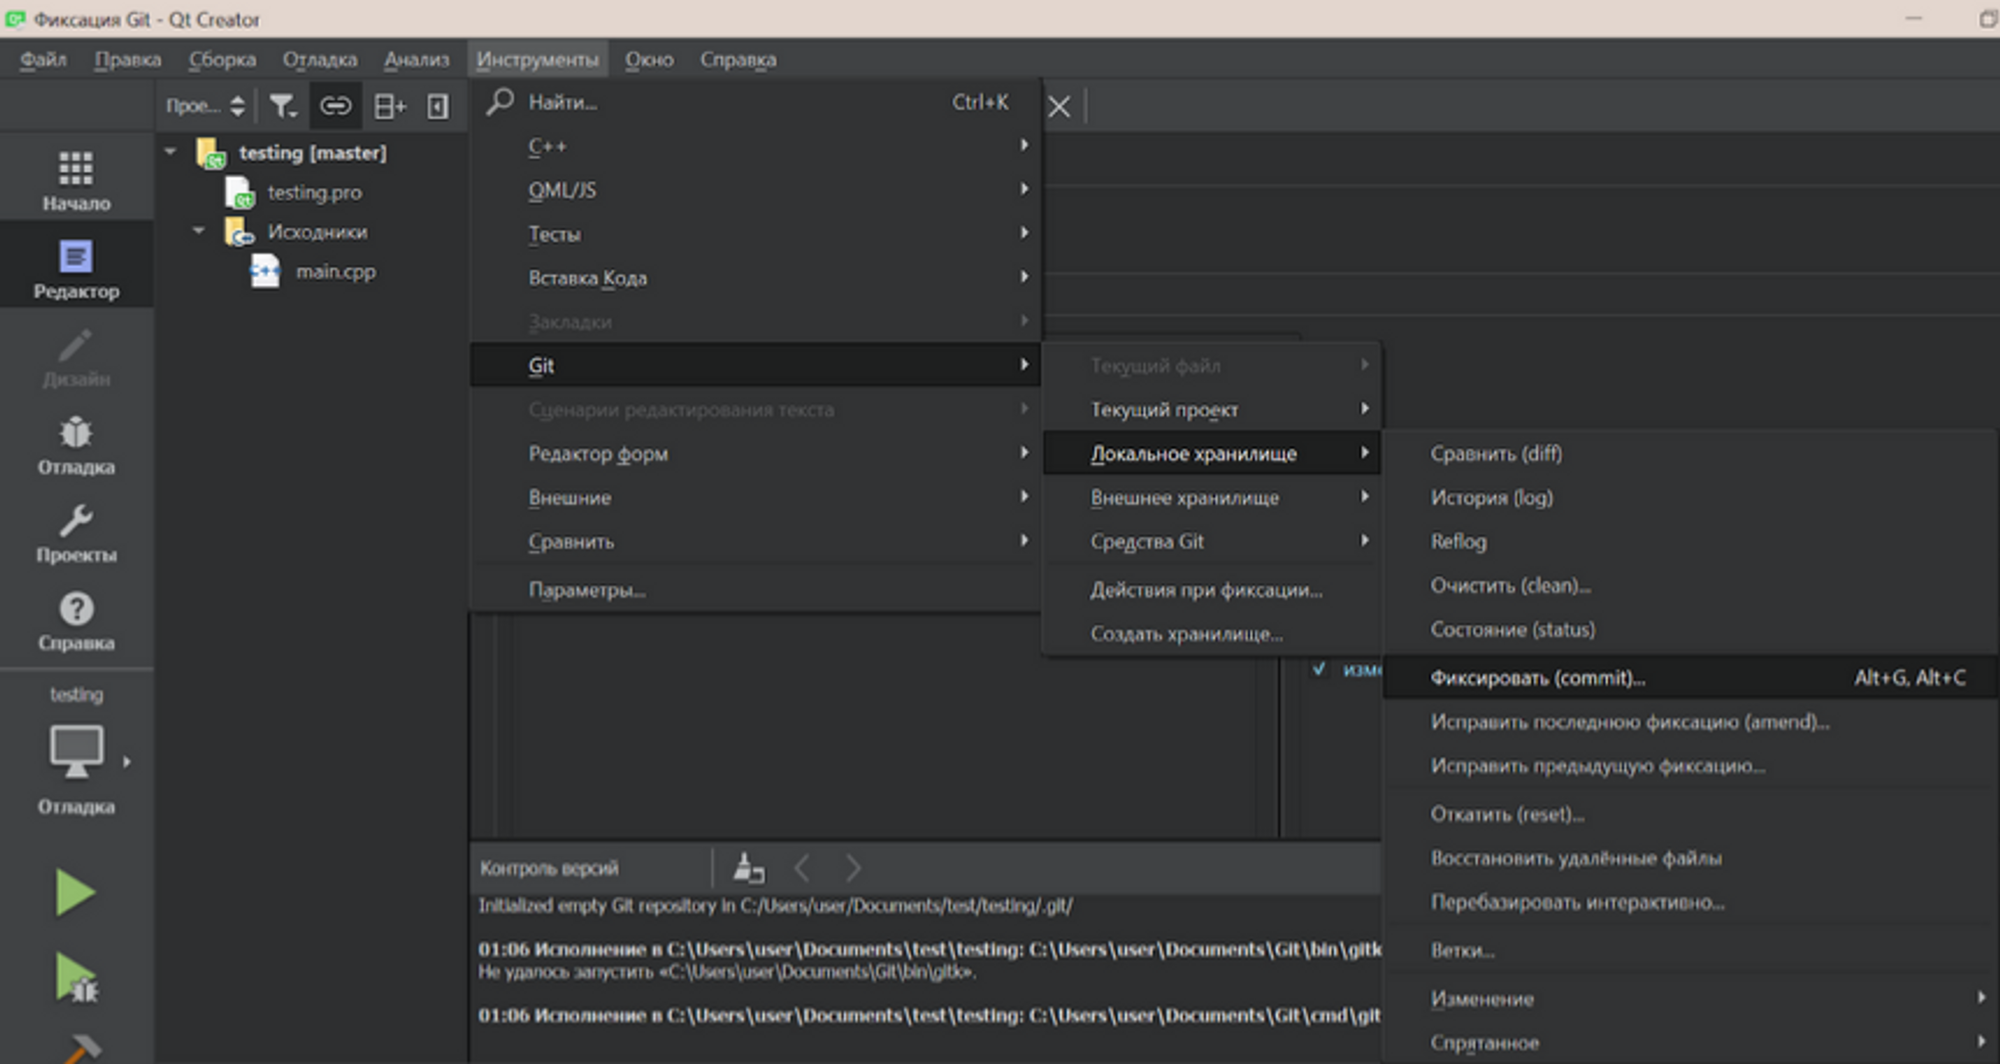 Фиксация Git - Qt Creator
Файл Правка Сборка Отладка Анализ Инструменты Окно Справка
Прое...
Начало
Редактор
Дизайн
Отладка
Проекты
Справка
testing
Отладка
testing [master]
testing.pro
Исходники
main.cpp
Найти... Ctrl+K
C++
QML/JS
Тесты
Вставка Кода
Закладки
Git
Сценарии редактирования текста
Редактор форм
Внешние
Сравнить
Параметры...
Текущий файл
Текущий проект
Локальное хранилище
Внешнее хранилище
Средства Git
Действия при фиксации...
Создать хранилище...
Сравнить (diff)
История (log)
Reflog
Очистить (clean)...
Состояние (status)
Фиксировать (commit)... Alt+G, Alt+C
Исправить последнюю фиксацию (amend)...
Исправить предыдущую фиксацию...
Откатить (reset)...
Восстановить удалённые файлы
Перебазировать интерактивно...
Ветки...
Изменение
Спрятанное
изме
Контроль версий
Initialized empty Git repository in C:/Users/user/Documents/test/testing/.git/
01:06 Исполнение в C:\Users\user\Documents\test\testing: C:\Users\user\Documents\Git\bin\gitk
Не удалось запустить «C:\Users\user\Documents\Git\bin\gitk».
01:06 Исполнение в C:\Users\user\Documents\test\testing: C:\Users\user\Documents\Git\cmd\git